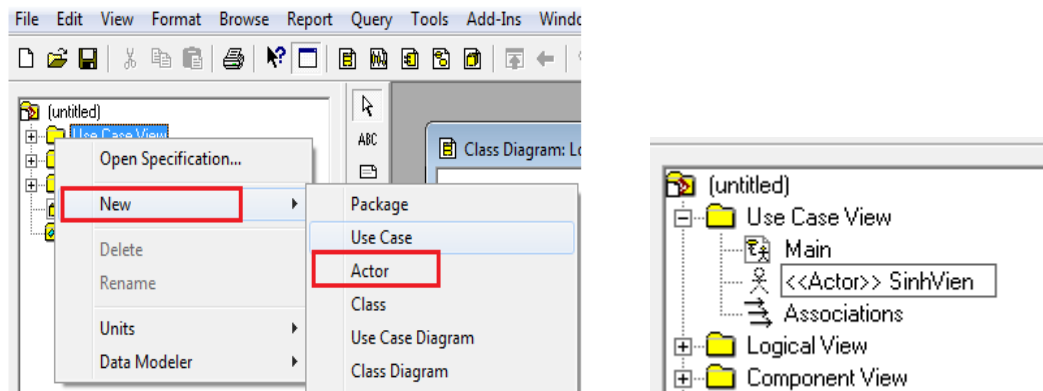 File Edit View Format Browse Report Query Tools Add-Ins
(untitled)
Use Case View
ABC
Class Diagram:
Open Specification...
New
Delete
Rename
Units
Data Modeler
Package
Use Case
Actor
Class
Use Case Diagram
Class Diagram
(untitled)
Use Case View
Main
<<Actor>> SinhVien
Associations
Logical View
Component View